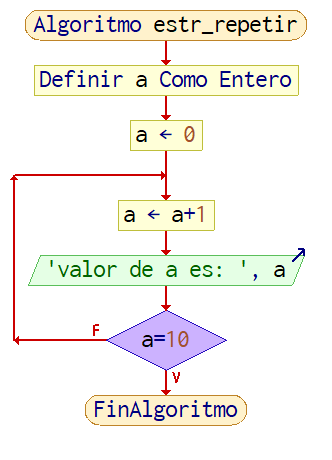 Algoritmo estr_repetir
Definir a Como Entero
a ← 0
a ← a+1
'valor de a es: ', a
a=10
F
V
FinAlgoritmo